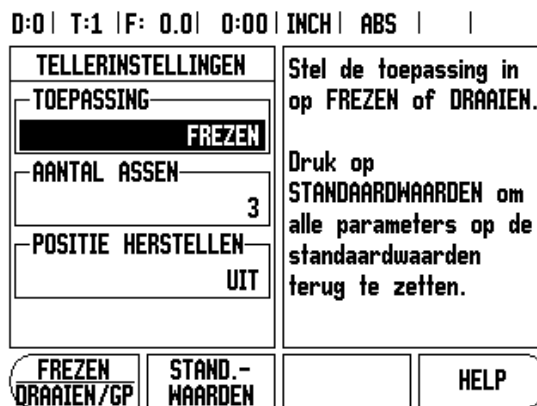 D:0 | T:1 | F: 0.0 | 0:00 | INCH | ABS | |
TELLERINSTELLINGEN
TOEPASSING
FREZEN
AANTAL ASSEN
3
POSITIE HERSTELLEN
UIT
Stel de toepassing in
op FREZEN of DRAAIEN.
Druk op
STANDAARDWAARDEN om
alle parameters op de
standaardwaarden
terug te zetten.
FREZEN
DRAAIEN/GP
STAND.-
WAARDEN
HELP